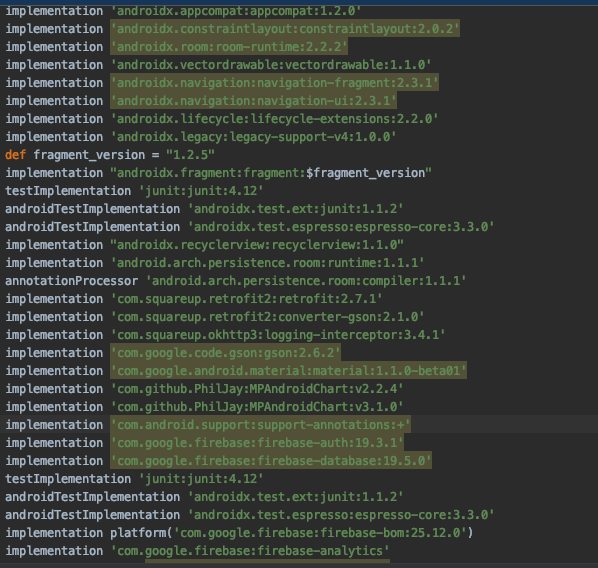 implementation 'androidx.appcompat:appcompat:1.2.0'
implementation 'androidx.constraintlayout:constraintlayout:2.0.2'
implementation 'androidx.room:room-runtime:2.2.2'
implementation 'androidx.vectordrawable:vectordrawable:1.1.0'
implementation 'androidx.navigation:navigation-fragment:2.3.1'
implementation 'androidx.navigation:navigation-ui:2.3.1'
implementation 'androidx.lifecycle:lifecycle-extensions:2.2.0'
implementation 'androidx.legacy:legacy-support-v4:1.0.0'
def fragment_version = "1.2.5"
implementation "androidx.fragment:fragment:$fragment_version"
testImplementation 'junit:junit:4.12'
androidTestImplementation 'androidx.test.ext:junit:1.1.2'
androidTestImplementation 'androidx.test.espresso:espresso-core:3.3.0'
implementation "androidx.recyclerview:recyclerview:1.1.0"
implementation 'android.arch.persistence.room:runtime:1.1.1'
annotationProcessor 'android.arch.persistence.room:compiler:1.1.1'
implementation 'com.squareup.retrofit2:retrofit:2.7.1'
implementation 'com.squareup.retrofit2:converter-gson:2.1.0'
implementation 'com.squareup.okhttp3:logging-interceptor:3.4.1'
implementation 'com.google.code.gson:gson:2.6.2'
implementation 'com.google.android.material:material:1.1.0-beta01'
implementation 'com.github.PhilJay:MPAndroidChart:v2.2.4'
implementation 'com.github.PhilJay:MPAndroidChart:v3.1.0'
implementation 'com.android.support:support-annotations:+'
implementation 'com.google.firebase:firebase-auth:19.3.1'
implementation 'com.google.firebase:firebase-database:19.5.0'
testImplementation 'junit:junit:4.12'
androidTestImplementation 'androidx.test.ext:junit:1.1.2'
androidTestImplementation 'androidx.test.espresso:espresso-core:3.3.0'
implementation platform('com.google.firebase:firebase-bom:25.12.0')
implementation 'com.google.firebase:firebase-analytics'